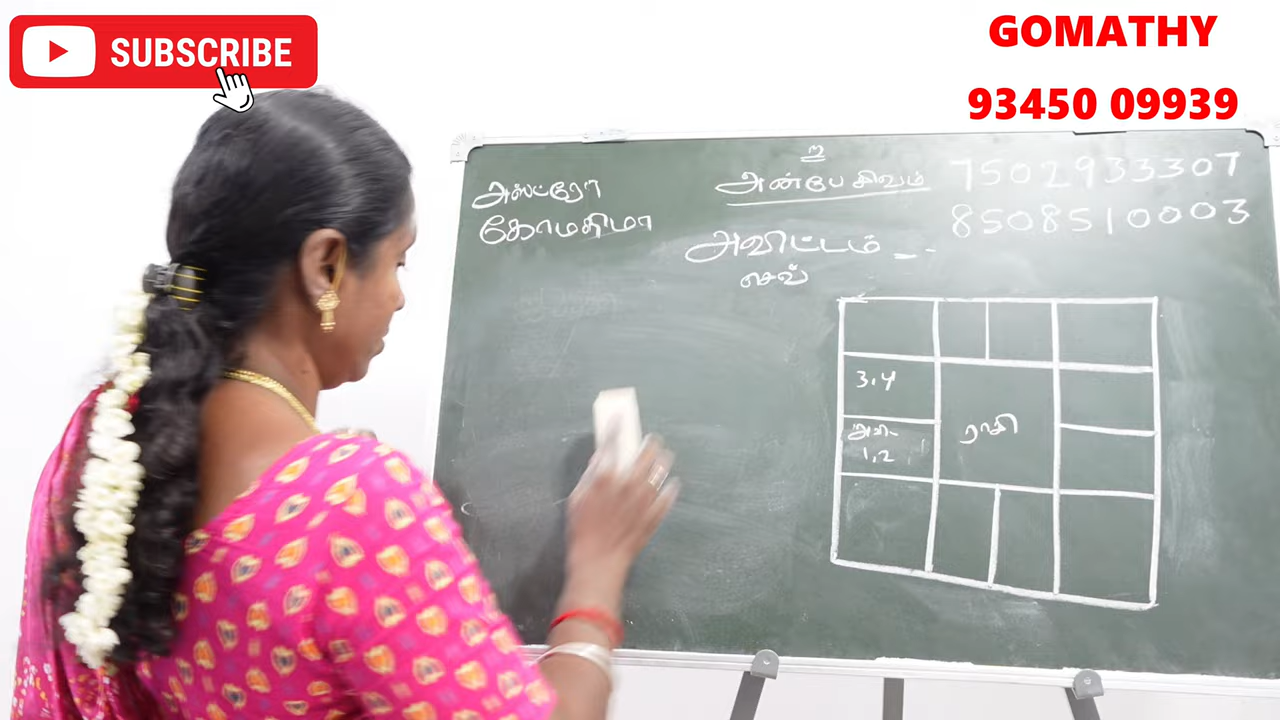 SUBSCRIBE
GOMATHY
93450 09939
உ
அன்பே சிவம்
7502933307
8508510003
அஸ்ட்ரோ
கோமதிமா
அவிட்டம் --
செவ்
3,4
அவி-
1,2
ராசி